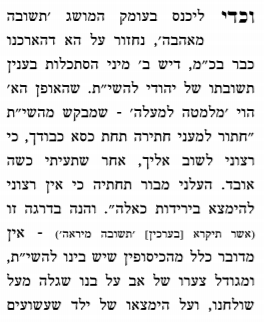 וכדי ליכנס בעומק המושג 'תשובה
מאהבה', נחזור על הא דהארכנו
כבר בכ"מ, דיש ב' מיני הסתכלות בענין
תשובתו של יהודי להשי"ת. שהאופן הא'
הוי 'מלמטה למעלה' - שמבקש מהשי"ת
"חתור למעני חתירה תחת כסא כבודך, כי
רצוני לשוב אליך, אחר שתעיתי כשה
אובד. העלני מבור תחתיה כי אין רצוני
להימצא בירידות כאלה". והנה בדרגה זו
(אשר תיקרא [בערכין] 'תשובה מיראה') - אין
מדובר כלל מהכיסופין שיש בינו להשי"ת,
ומגודל צערו של אב על בנו שגלה מעל
שולחנו, ועל הימצאו של ילד שעשועים